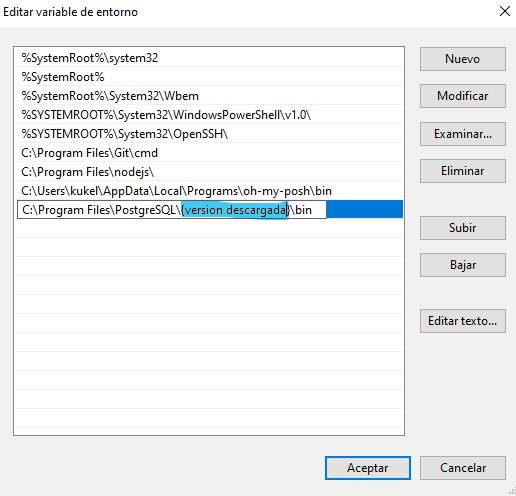 Editar variable de entorno
%SystemRoot%\system32
%SystemRoot%
%SystemRoot%\System32\Wbem
%SYSTEMROOT%\System32\WindowsPowerShell\v1.0\
%SYSTEMROOT%\System32\OpenSSH\
C:\Program Files\Git\cmd
C:\Program Files\nodejs\
C:\Users\kukel\AppData\Local\Programs\oh-my-posh\bin
C:\Program Files\PostgreSQL\{version descargada}\bin
Nuevo
Modificar
Examinar...
Eliminar
Subir
Bajar
Editar texto...
Aceptar
Cancelar